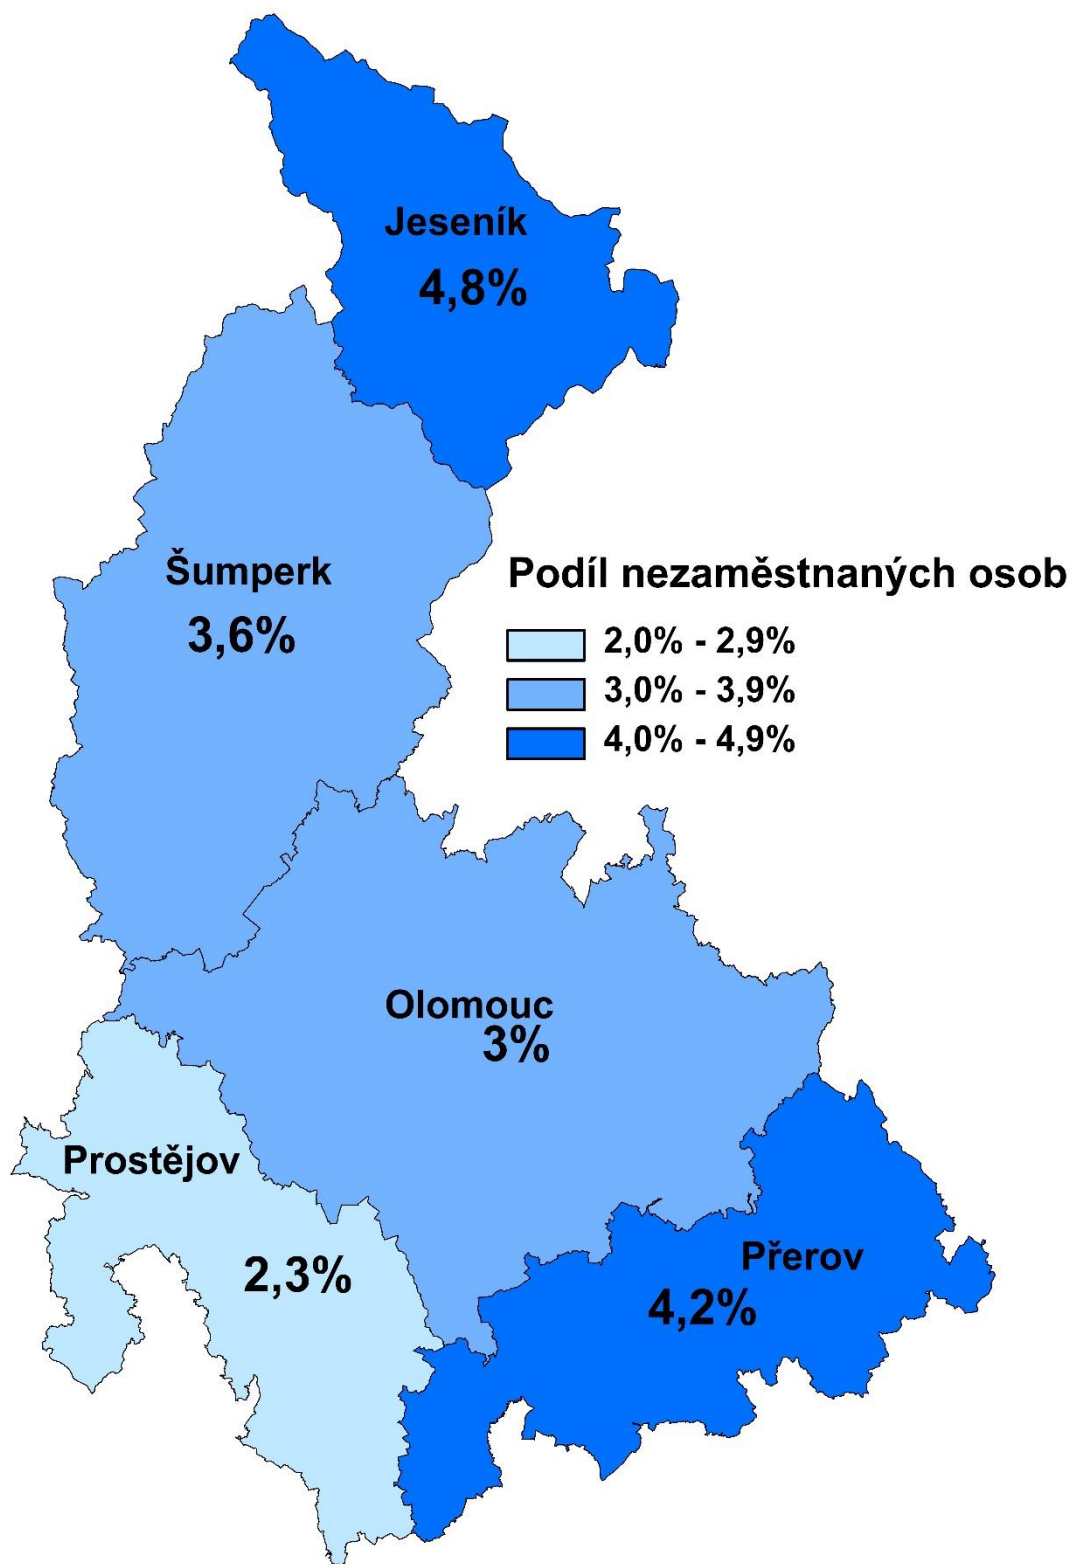 Jeseník
4,8%
Šumperk
3,6%
Podíl nezaměstnaných osob
2,0% - 2,9%
3,0% - 3,9%
4,0% - 4,9%
Olomouc
3%
Prostějov
2,3%
Přerov
4,2%